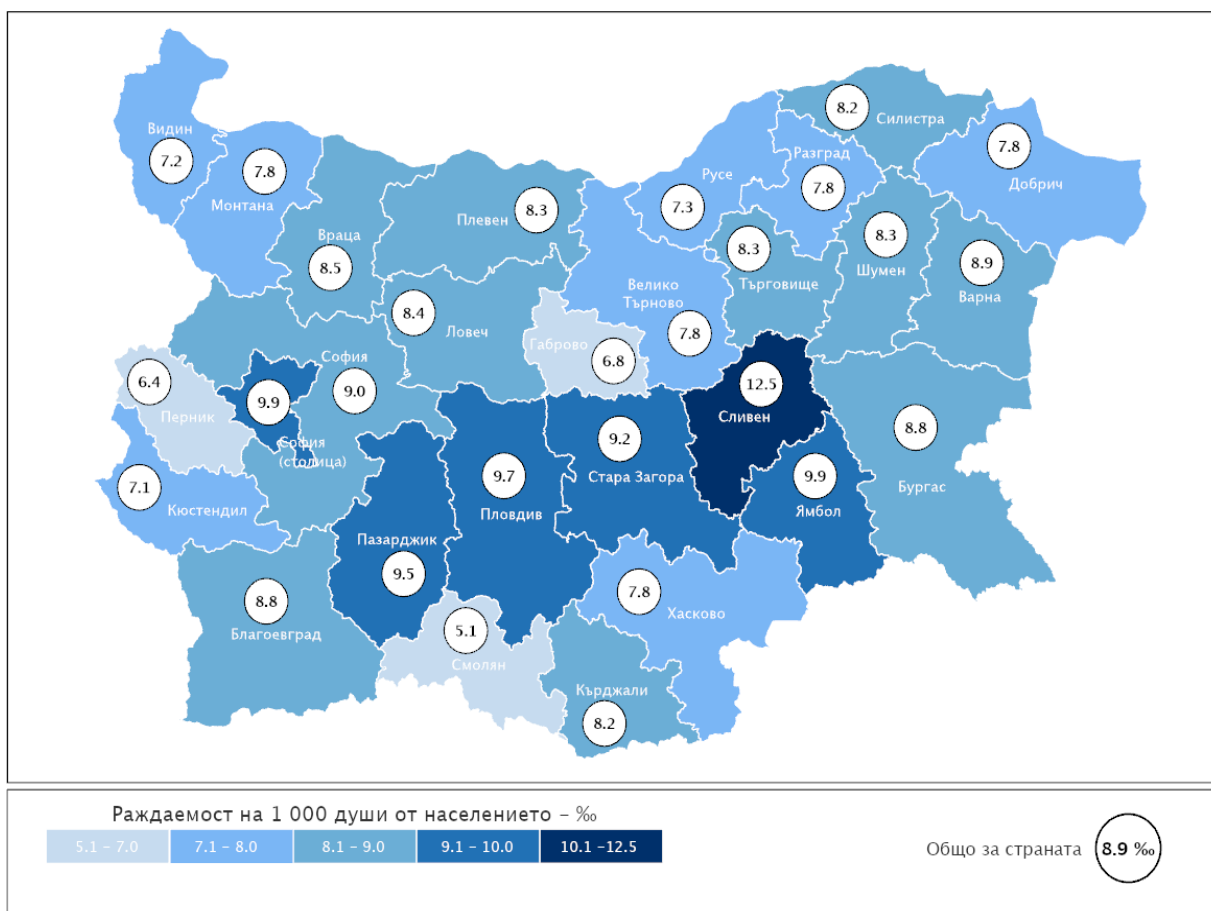 8.2
Силистра
Видин
7.2
7.8
Монтана
7.8
Добрич
Разград
7.8
Русе
7.3
Плевен
8.3
Враца
8.5
8.3
Търговище
8.3
Шумен
8.9
Варна
Велико
Търново
7.8
8.4
Ловеч
Габрово
6.8
6.4
Перник
София
9.0
9.9
София
(столица)
12.5
Сливен
8.8
Бургас
9.2
Стара Загора
9.7
Пловдив
9.9
Ямбол
7.1
Кюстендил
Пазарджик
9.5
8.8
Благоевград
7.8
Хасково
5.1
Смолян
Кърджали
8.2
Раждаемост на 1 000 души от населението – ‰
5.1 – 7.0
7.1 – 8.0
8.1 – 9.0
9.1 – 10.0
10.1 –12.5
Общо за страната
8.9 ‰